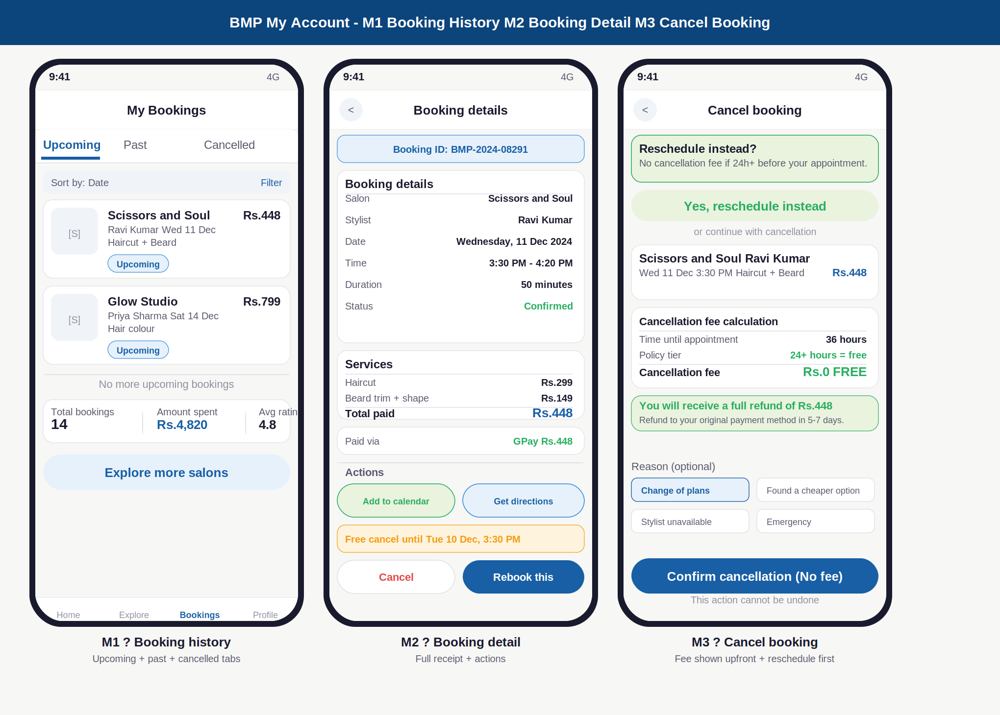 BMP My Account - M1 Booking History M2 Booking Detail M3 Cancel Booking
9:41
4G
My Bookings
Upcoming Past Cancelled
Sort by: Date Filter
[S]
Scissors and Soul Rs.448
Ravi Kumar Wed 11 Dec
Haircut + Beard
Upcoming
[S]
Glow Studio Rs.799
Priya Sharma Sat 14 Dec
Hair colour
Upcoming
No more upcoming bookings
Total bookings Amount spent Avg ratin
14 Rs.4,820 4.8
Explore more salons
Home Explore Bookings Profile
M1 ? Booking history
Upcoming + past + cancelled tabs
9:41
4G
<
Booking details
Booking ID: BMP-2024-08291
Booking details
Salon Scissors and Soul
Stylist Ravi Kumar
Date Wednesday, 11 Dec 2024
Time 3:30 PM - 4:20 PM
Duration 50 minutes
Status Confirmed
Services
Haircut Rs.299
Beard trim + shape Rs.149
Total paid Rs.448
Paid via GPay Rs.448
Actions
Add to calendar Get directions
Free cancel until Tue 10 Dec, 3:30 PM
Cancel Rebook this
M2 ? Booking detail
Full receipt + actions
9:41
4G
<
Cancel booking
Reschedule instead?
No cancellation fee if 24h+ before your appointment.
Yes, reschedule instead
or continue with cancellation
Scissors and Soul Ravi Kumar
Wed 11 Dec 3:30 PM Haircut + Beard Rs.448
Cancellation fee calculation
Time until appointment 36 hours
Policy tier 24+ hours = free
Cancellation fee Rs.0 FREE
You will receive a full refund of Rs.448
Refund to your original payment method in 5-7 days.
Reason (optional)
Change of plans Found a cheaper option
Stylist unavailable Emergency
Confirm cancellation (No fee)
This action cannot be undone
M3 ? Cancel booking
Fee shown upfront + reschedule first